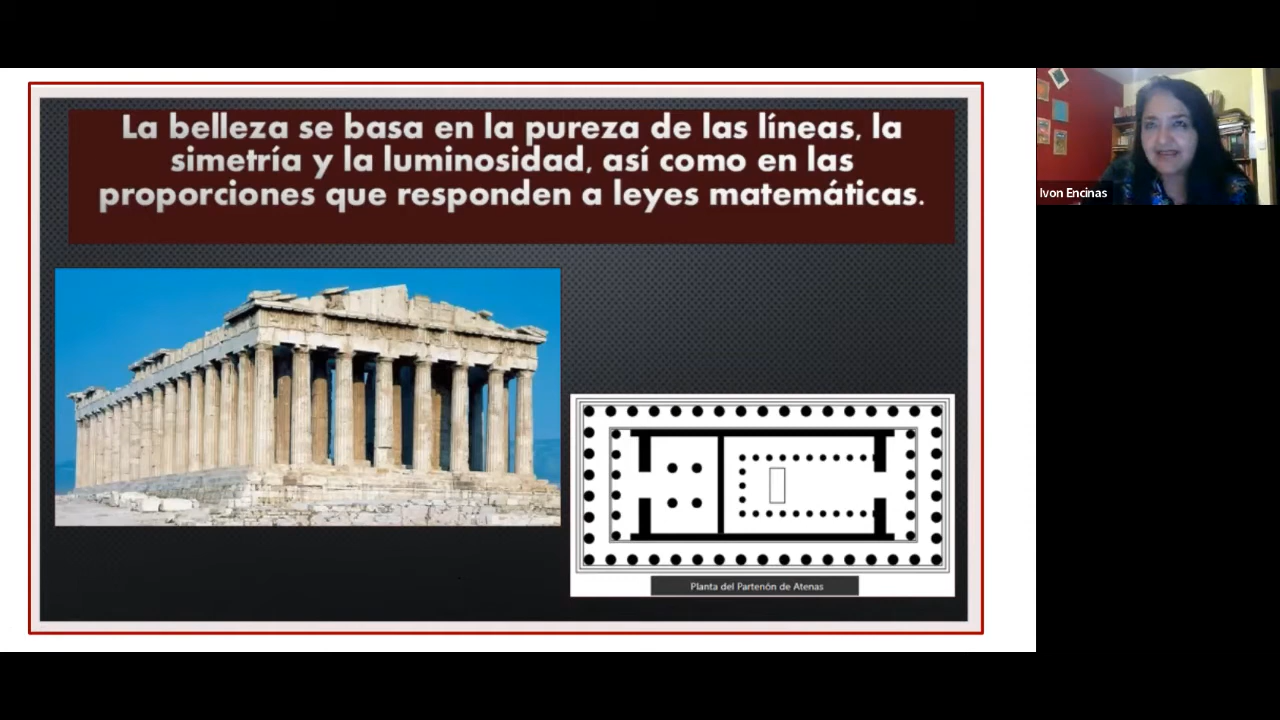 La belleza se basa en la pureza de las líneas, la
simetría y la luminosidad, así como en las
proporciones que responden a leyes matemáticas.
Ivon Encinas
Planta del Partenón de Atenas